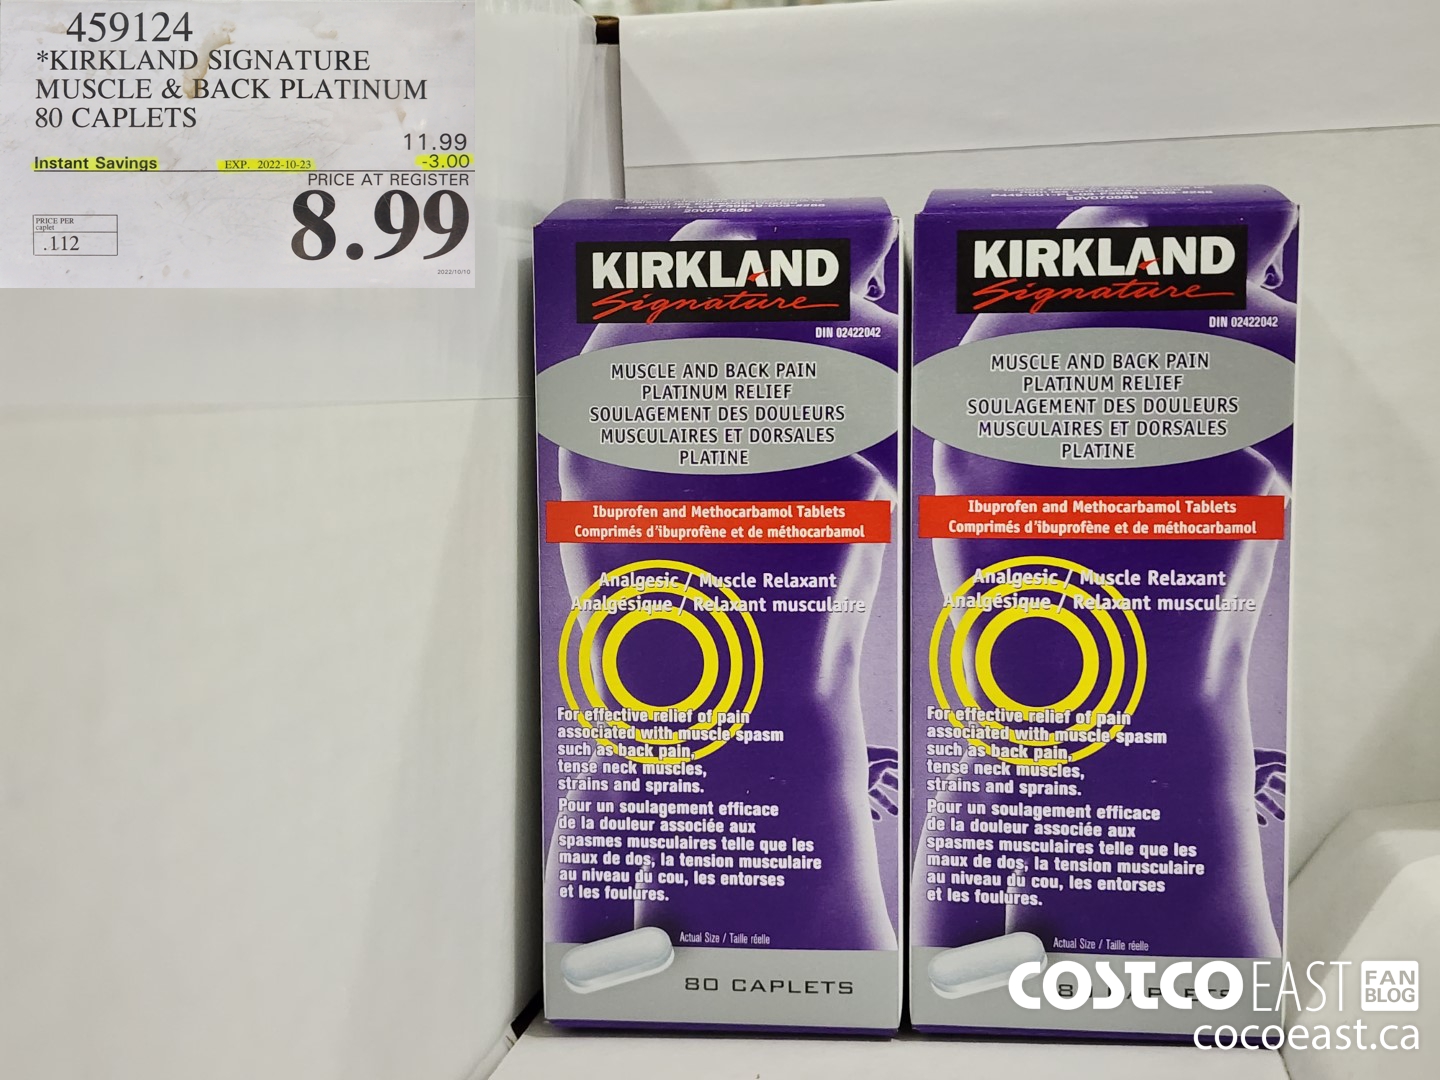 459124
*KIRKLAND SIGNATURE
MUSCLE & BACK PLATINUM
80 CAPLETS
11.99
Instant Savings EXP. 2022-10-23 -3.00
PRICE AT REGISTER
8.99
PRICE PER
caplet
.112
2022/10/10
20V07055b
KIRKLAND
Signature
DIN 02422042
MUSCLE AND BACK PAIN
PLATINUM RELIEF
SOULAGEMENT DES DOULEURS
MUSCULAIRES ET DORSALES
PLATINE
Ibuprofen and Methocarbamol Tablets
Comprimés d'ibuprofène et de méthocarbamol
Analgesic / Muscle Relaxant
Analgésique / Relaxant musculaire
For effective relief of pain
associated with muscle spasm
such as back pain,
tense neck muscles,
strains and sprains.
Pour un soulagement efficace
de la douleur associée aux
spasmes musculaires telle que les
maux de dos, la tension musculaire
au niveau du cou, les entorses
et les foulures.
Actual Size / Taille réelle
80 CAPLETS
20V07055b
KIRKLAND
Signature
DIN 02422042
MUSCLE AND BACK PAIN
PLATINUM RELIEF
SOULAGEMENT DES DOULEURS
MUSCULAIRES ET DORSALES
PLATINE
Ibuprofen and Methocarbamol Tablets
Comprimés d'ibuprofène et de méthocarbamol
Analgesic / Muscle Relaxant
Analgésique / Relaxant musculaire
For effective relief of pain
associated with muscle spasm
such as back pain,
tense neck muscles,
strains and sprains.
Pour un soulagement efficace
de la douleur associée aux
spasmes musculaires telle que les
maux de dos, la tension musculaire
au niveau du cou, les entorses
et les foulures.
Actual Size / Taille réelle
80 CAPLETS
COSTCO EAST FAN BLOG
cocoeast.ca